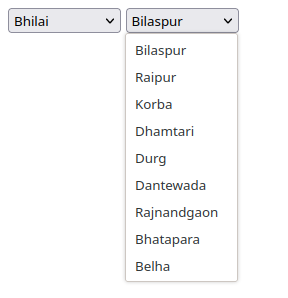 Bhilai Bilaspur
Bilaspur
Raipur
Korba
Dhamtari
Durg
Dantewada
Rajnandgaon
Bhatapara
Belha